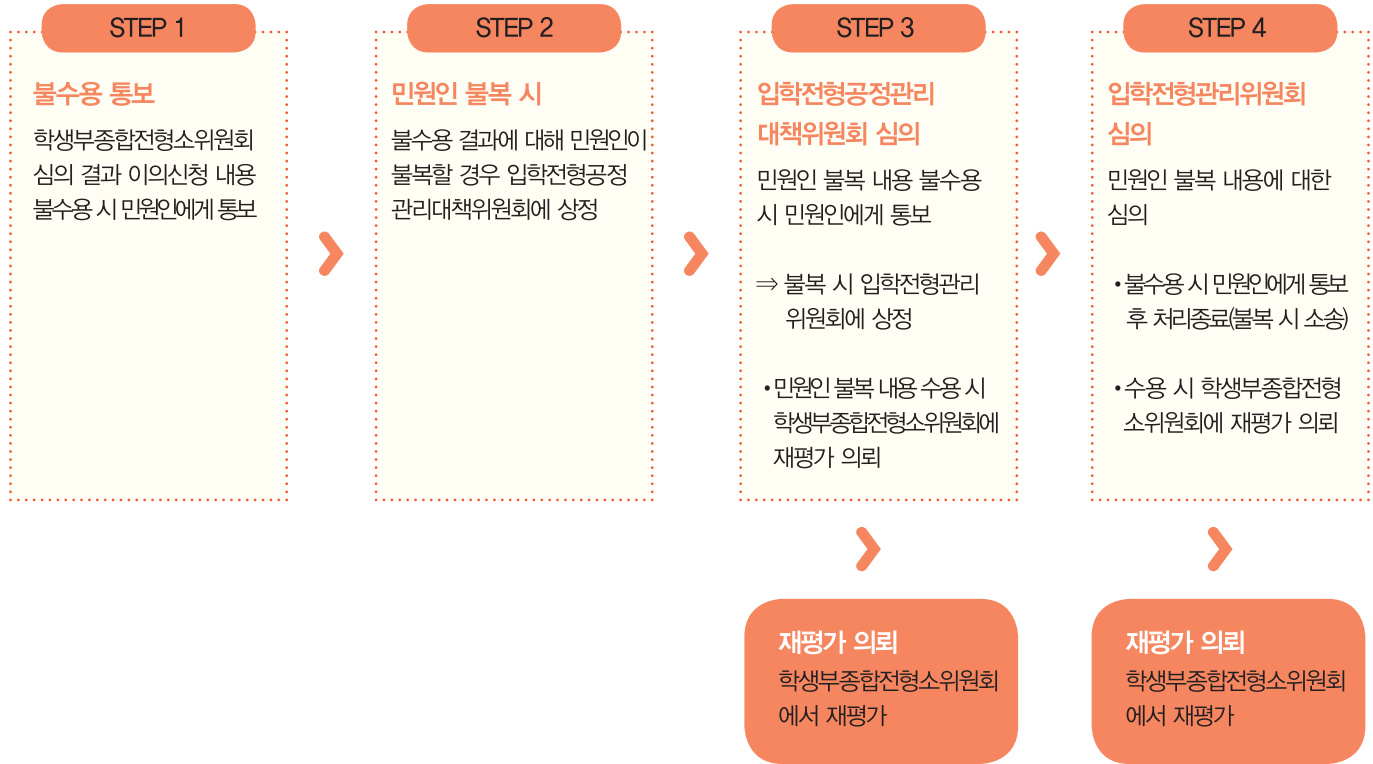 STEP 1
불수용 통보
학생부종합전형소위원회
심의 결과 이의신청 내용
불수용 시 민원인에게 통보
STEP 2
민원인 불복 시
불수용 결과에 대해 민원인이
불복할 경우 입학전형공정
관리대책위원회에 상정
STEP 3
입학전형공정관리
대책위원회 심의
민원인 불복 내용 불수용
시 민원인에게 통보
⇒ 불복 시 입학전형관리
위원회에 상정
• 민원인 불복 내용 수용 시
학생부종합전형소위원회에
재평가 의뢰
재평가 의뢰
학생부종합전형소위원회
에서 재평가
STEP 4
입학전형관리위원회
심의
민원인 불복 내용에 대한
심의
• 불수용 시 민원인에게 통보
후 처리종료(불복 시 소송)
• 수용 시 학생부종합전형
소위원회에 재평가 의뢰
재평가 의뢰
학생부종합전형소위원회
에서 재평가